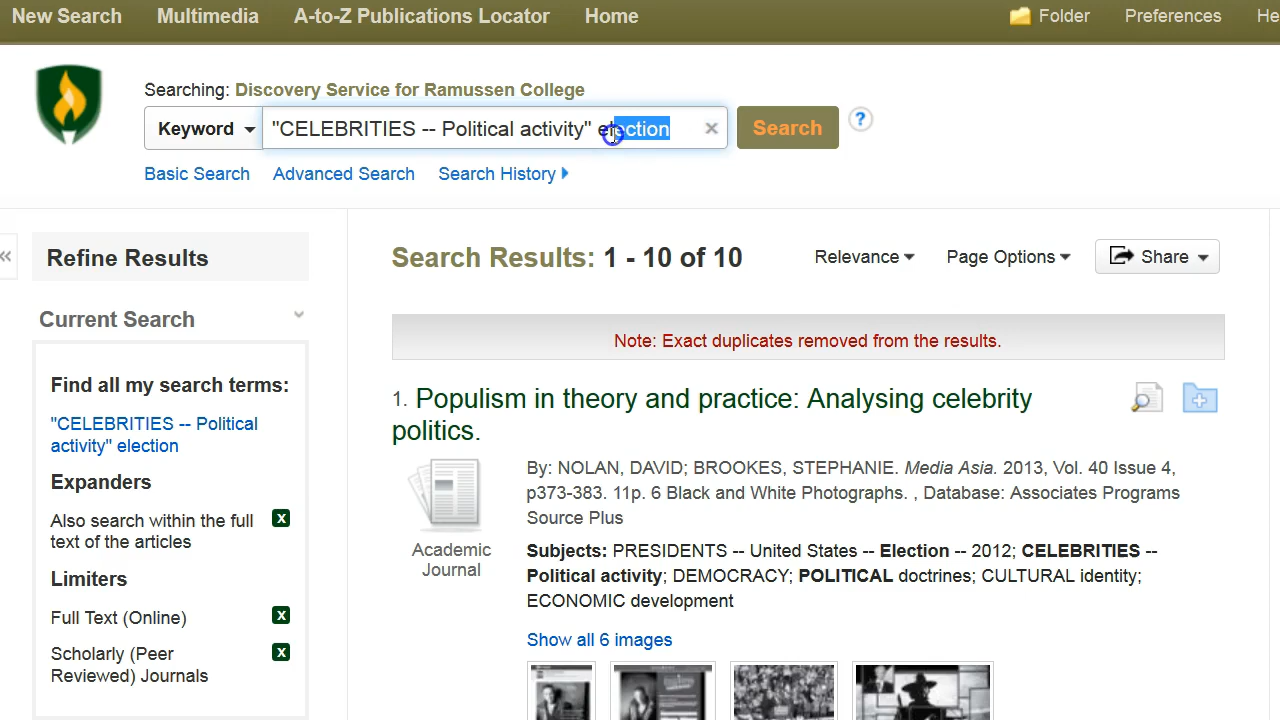 New Search Multimedia A-to-Z Publications Locator Home Folder Preferences He
Searching: Discovery Service for Ramussen College
Keyword "CELEBRITIES -- Political activity" election Search ?
Basic Search Advanced Search Search History
Refine Results
Search Results: 1 - 10 of 10 Relevance Page Options Share
Current Search
Note: Exact duplicates removed from the results.
Find all my search terms:
"CELEBRITIES -- Political
activity" election
Expanders
Also search within the full
text of the articles
Limiters
Full Text (Online)
Scholarly (Peer
Reviewed) Journals
1. Populism in theory and practice: Analysing celebrity
politics.
Academic
Journal
By: NOLAN, DAVID; BROOKES, STEPHANIE. Media Asia. 2013, Vol. 40 Issue 4,
p373-383. 11p. 6 Black and White Photographs. , Database: Associates Programs
Source Plus
Subjects: PRESIDENTS -- United States -- Election -- 2012; CELEBRITIES --
Political activity; DEMOCRACY; POLITICAL doctrines; CULTURAL identity;
ECONOMIC development
Show all 6 images